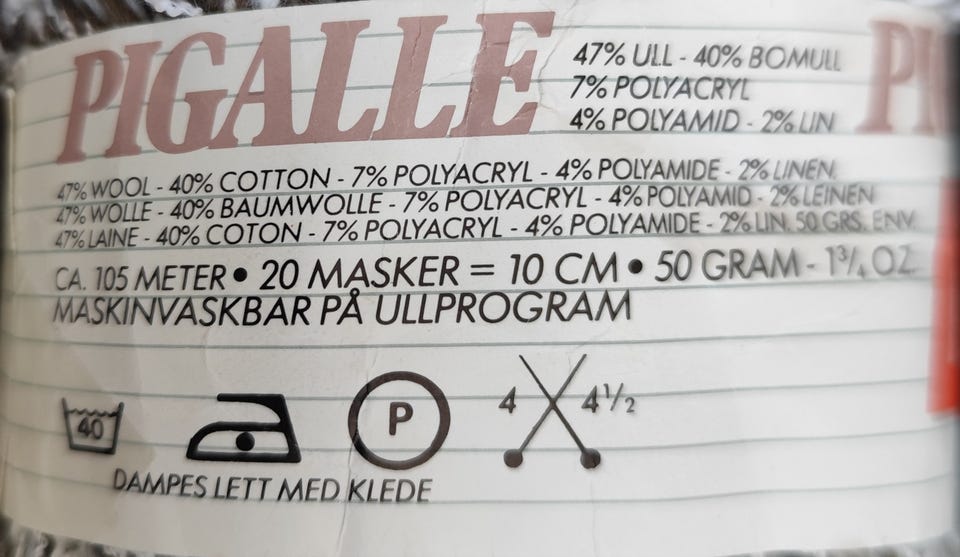 PIGALLE
47% ULL - 40% BOMULL
7% POLYACRYL
4% POLYAMID - 2% LIN
47% WOOL - 40% COTTON - 7% POLYACRYL - 4% POLYAMIDE - 2% LINEN.
47% WOLLE - 40% BAUMWOLLE - 7% POLYACRYL - 4% POLYAMID - 2% LEINEN
47% LAINE - 40% COTON - 7% POLYACRYL - 4% POLYAMIDE - 2% LIN. 50 GRS. ENV.
CA. 105 METER • 20 MASKER = 10 CM • 50 GRAM - 1¾ OZ.
MASKINVASKBAR PÅ ULLPROGRAM
40
P
4 4½
DAMPES LETT MED KLEDE